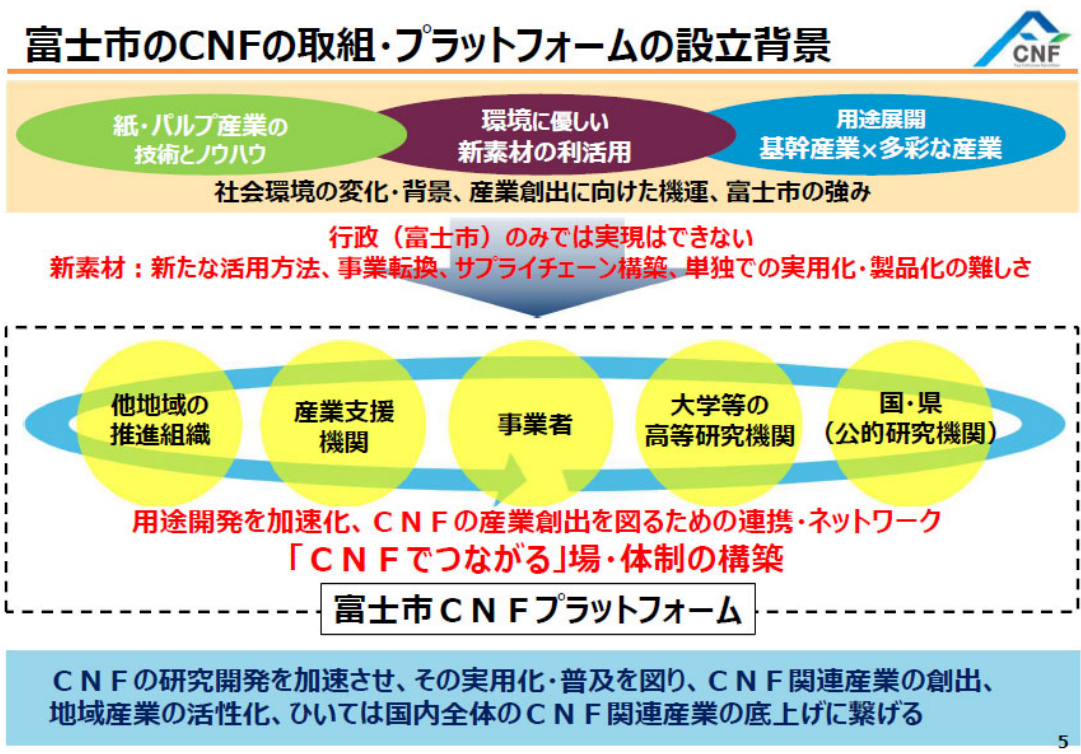 富士市のCNFの取組・プラットフォームの設立背景
CNF
紙・パルプ産業の
技術とノウハウ
環境に優しい
新素材の利活用
用途展開
基幹産業×多彩な産業
社会環境の変化・背景、産業創出に向けた機運、富士市の強み
行政（富士市）のみでは実現はできない
新素材：新たな活用方法、事業転換、サプライチェーン構築、単独での実用化・製品化の難しさ
他地域の
推進組織
産業支援
機関
事業者
大学等の
高等研究機関
国・県
（公的研究機関）
用途開発を加速化、ＣＮＦの産業創出を図るための連携・ネットワーク
「ＣＮＦでつながる」場・体制の構築
富士市ＣＮＦプラットフォーム
ＣＮＦの研究開発を加速させ、その実用化・普及を図り、ＣＮＦ関連産業の創出、
地域産業の活性化、ひいては国内全体のＣＮＦ関連産業の底上げに繋げる
5